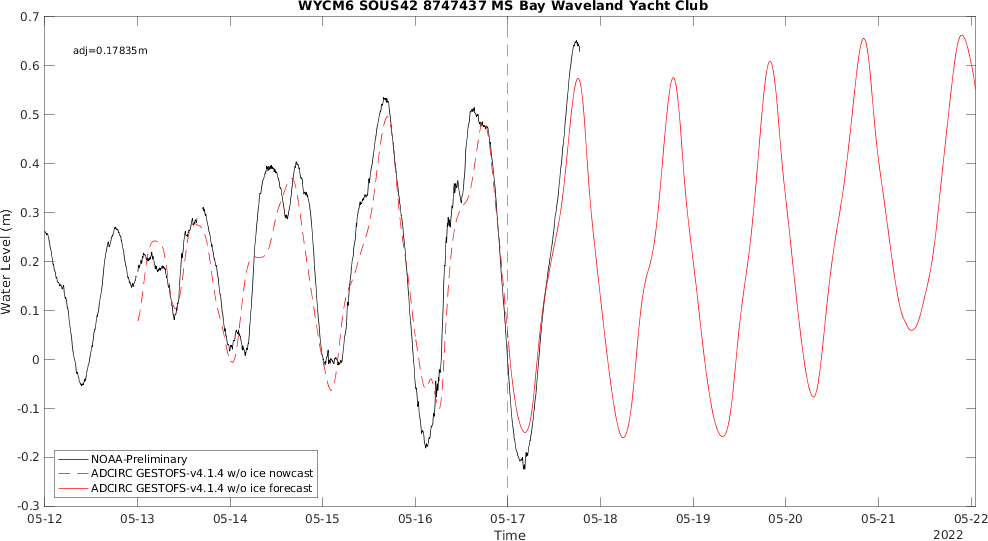 WYCM6 SOUS42 8747437 MS Bay Waveland Yacht Club
adj=0.17835m
Water Level (m)
0.7
0.6
0.5
0.4
0.3
0.2
0.1
0
-0.1
-0.2
-0.3
NOAA-Preliminary
ADCIRC GESTOFS-v4.1.4 w/o ice nowcast
ADCIRC GESTOFS-v4.1.4 w/o ice forecast
05-12 05-13 05-14 05-15 05-16 05-17 05-18 05-19 05-20 05-21 05-22
Time
2022